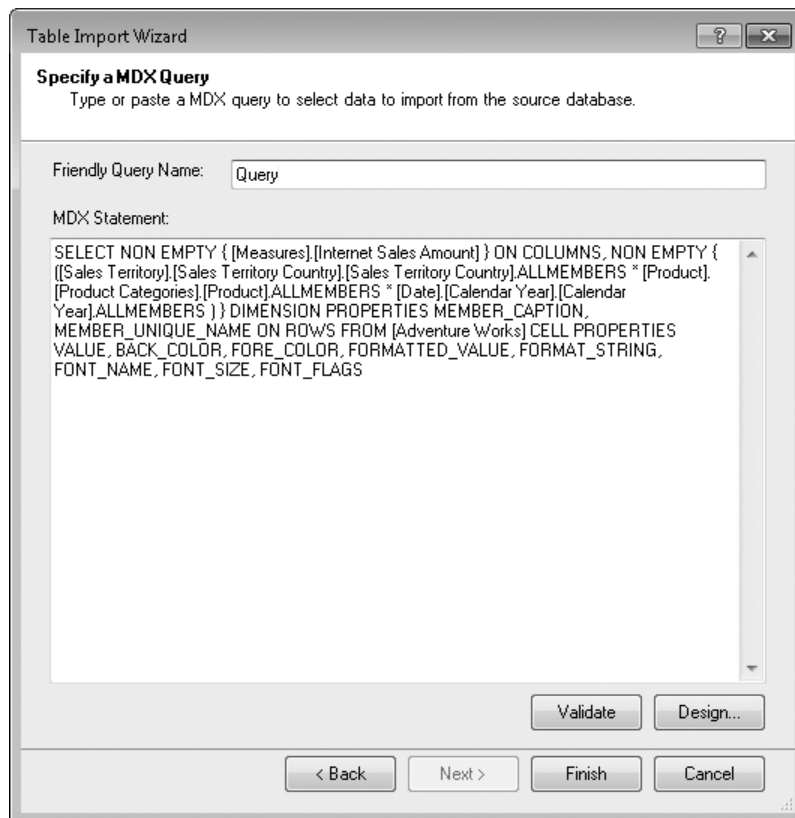 Table Import Wizard
Specify a MDX Query
Type or paste a MDX query to select data to import from the source database.
Friendly Query Name:
Query
MDX Statement:
SELECT NON EMPTY { [Measures].[Internet Sales Amount] } ON COLUMNS, NON EMPTY {
([Sales Territory].[Sales Territory Country].[Sales Territory Country].ALLMEMBERS * [Product].
[Product Categories].[Product].ALLMEMBERS * [Date].[Calendar Year].[Calendar
Year].ALLMEMBERS ) } DIMENSION PROPERTIES MEMBER_CAPTION,
MEMBER_UNIQUE_NAME ON ROWS FROM [Adventure Works] CELL PROPERTIES
VALUE, BACK_COLOR, FORE_COLOR, FORMATTED_VALUE, FORMAT_STRING,
FONT_NAME, FONT_SIZE, FONT_FLAGS
Validate
Design...
< Back
Next >
Finish
Cancel